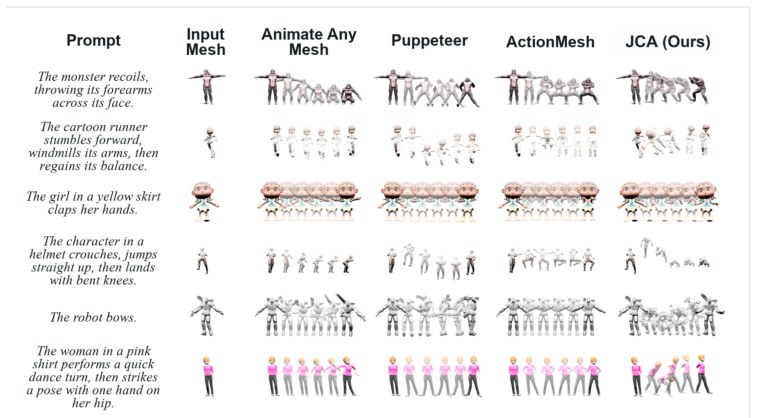 Prompt
Input
Mesh
Animate Any
Mesh
Puppeteer
ActionMesh
JCA (Ours)
The monster recoils,
throwing its forearms
across its face.
The cartoon runner
stumbles forward,
windmills its arms, then
regains its balance.
The girl in a yellow skirt
claps her hands.
The character in a
helmet crouches, jumps
straight up, then lands
with bent knees.
The robot bows.
The woman in a pink
shirt performs a quick
dance turn, then strikes
a pose with one hand on
her hip.